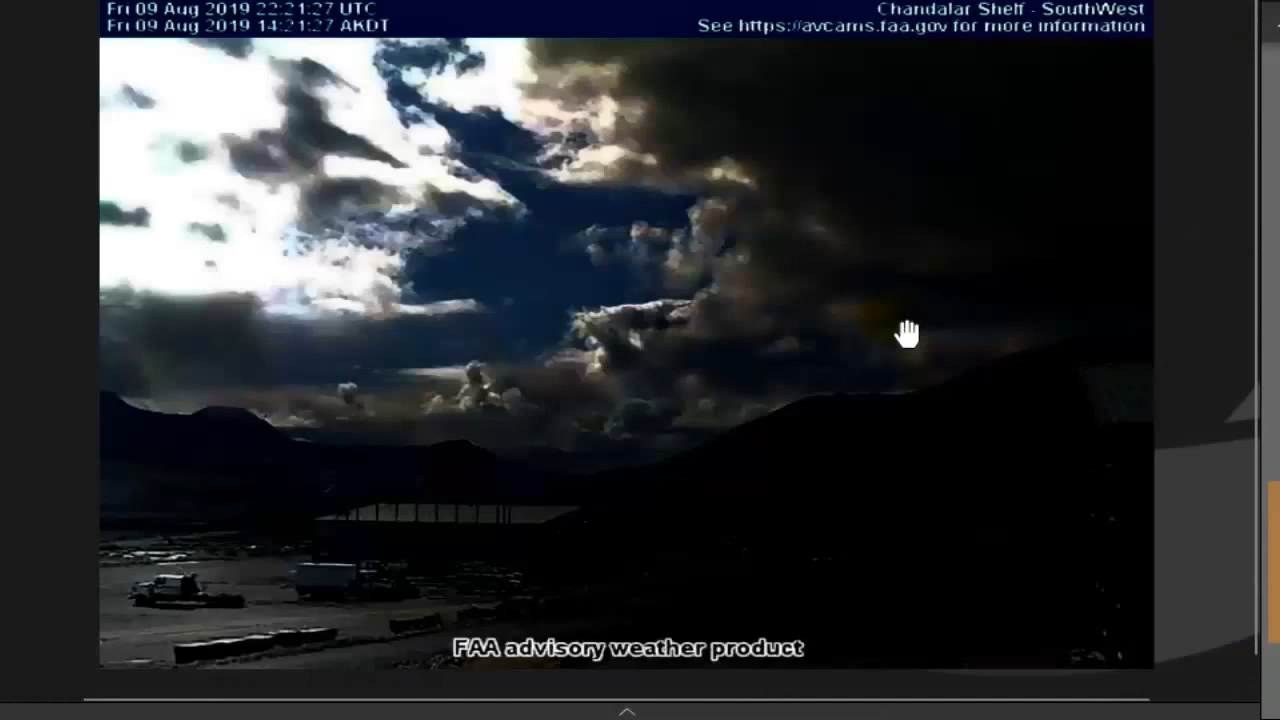 Fri 09 Aug 2019 22:21:27 UTC
Chandalar Shelf - SouthWest
Fri 09 Aug 2019 14:21:27 AKDT
See https://avcams.faa.gov for more information
FAA advisory weather product